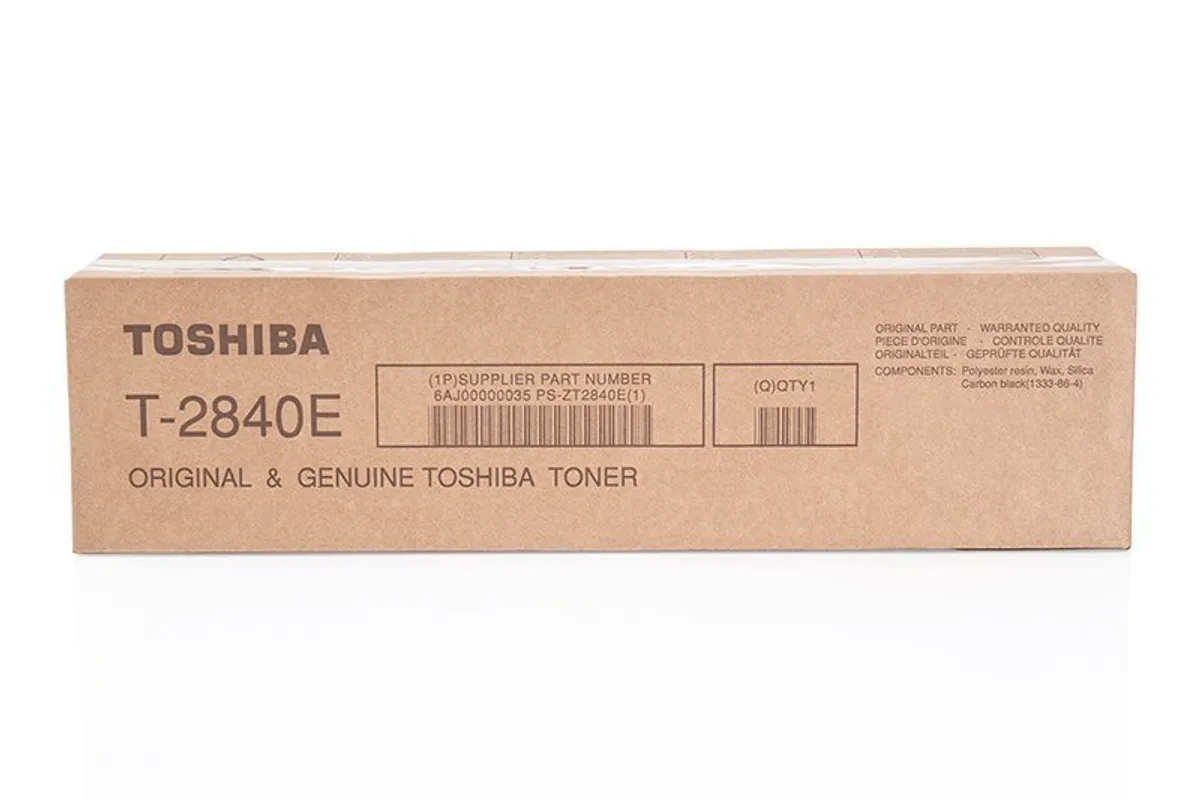 TOSHIBA
T-2840E
ORIGINAL & GENUINE TOSHIBA TONER
(1P)SUPPLIER PART NUMBER
6AJ00000035 PS-ZT2840E(1)
(Q)QTY1
ORIGINAL PART - WARRANTED QUALITY
PIECE D'ORIGINE - CONTROLE QUALITE
ORIGINALTEIL - GEPRÜFTE QUALITÄT
COMPONENTS: Polyester resin, Wax, Silica
Carbon black(1333-86-4)